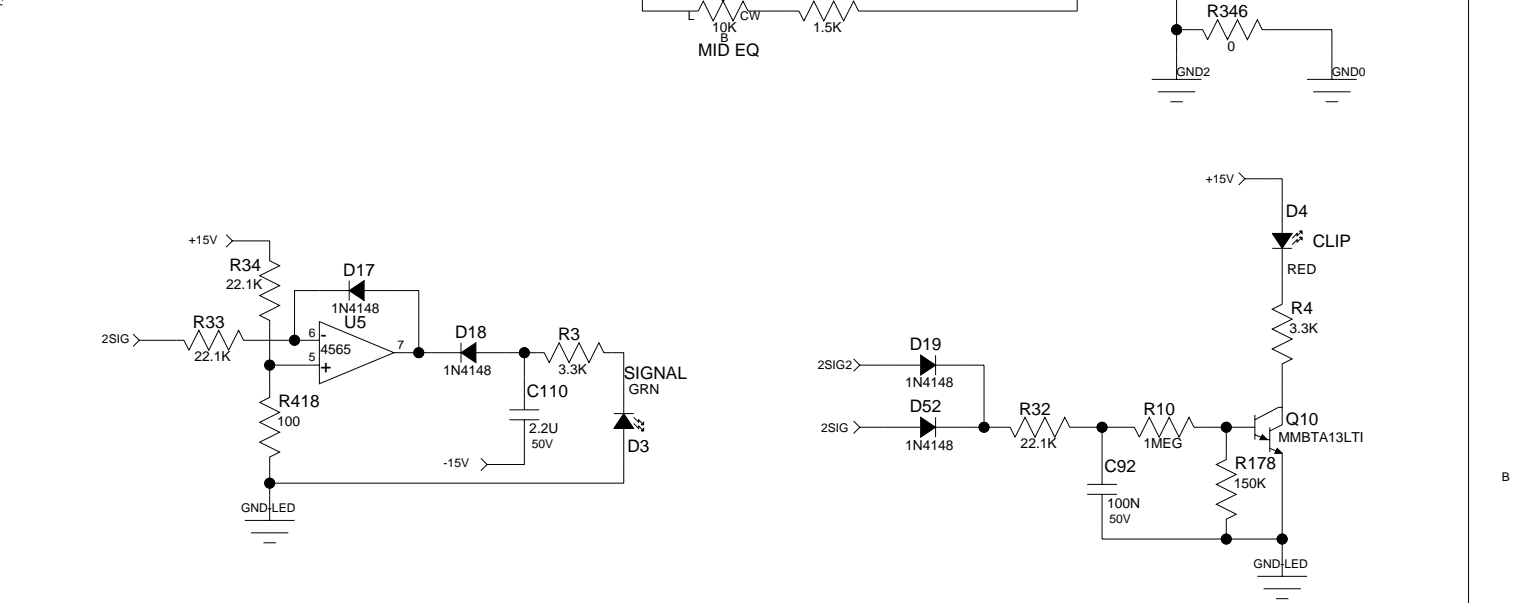 L
CW
10K
B
MID EQ
1.5K
R346
0
GND2
GND0
+15V
D4
CLIP
RED
R4
3.3K
+15V
R34
22.1K
D17
1N4148
U5
R33
22.1K
2SIG
6
-
4565
5
+
7
D18
1N4148
R3
3.3K
SIGNAL
GRN
D3
C110
2.2U
50V
-15V
R418
100
GND-LED
2SIG2
D19
1N4148
2SIG
D52
1N4148
R32
22.1K
R10
1MEG
Q10
MMBTA13LTI
C92
100N
50V
R178
150K
GND-LED
B